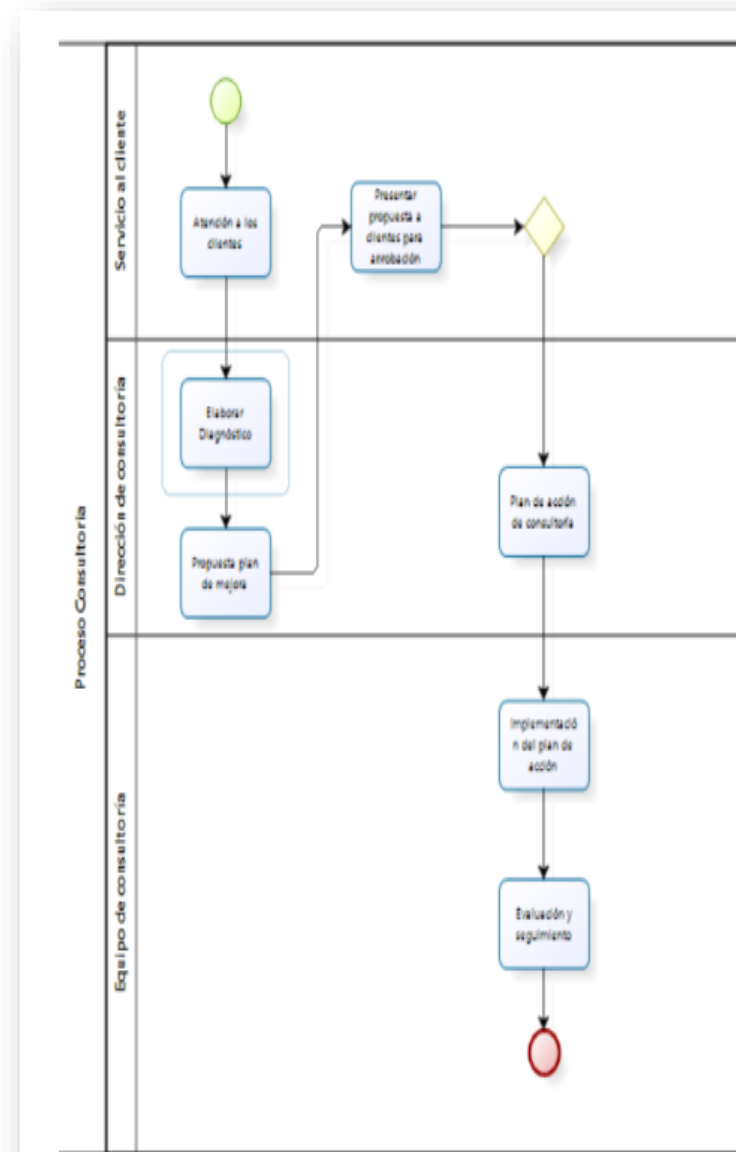 Proceso Consultoría
Servicio al cliente
Atención a los
clientes
Presentar
propuesta a
clientes para
aprobación
Dirección de consultoría
Elaborar
Diagnóstico
Propuesta plan
de mejora
Plan de acción
de consultoría
Equipo de consultoría
Implementació
n del plan de
acción
Evaluación y
seguimiento